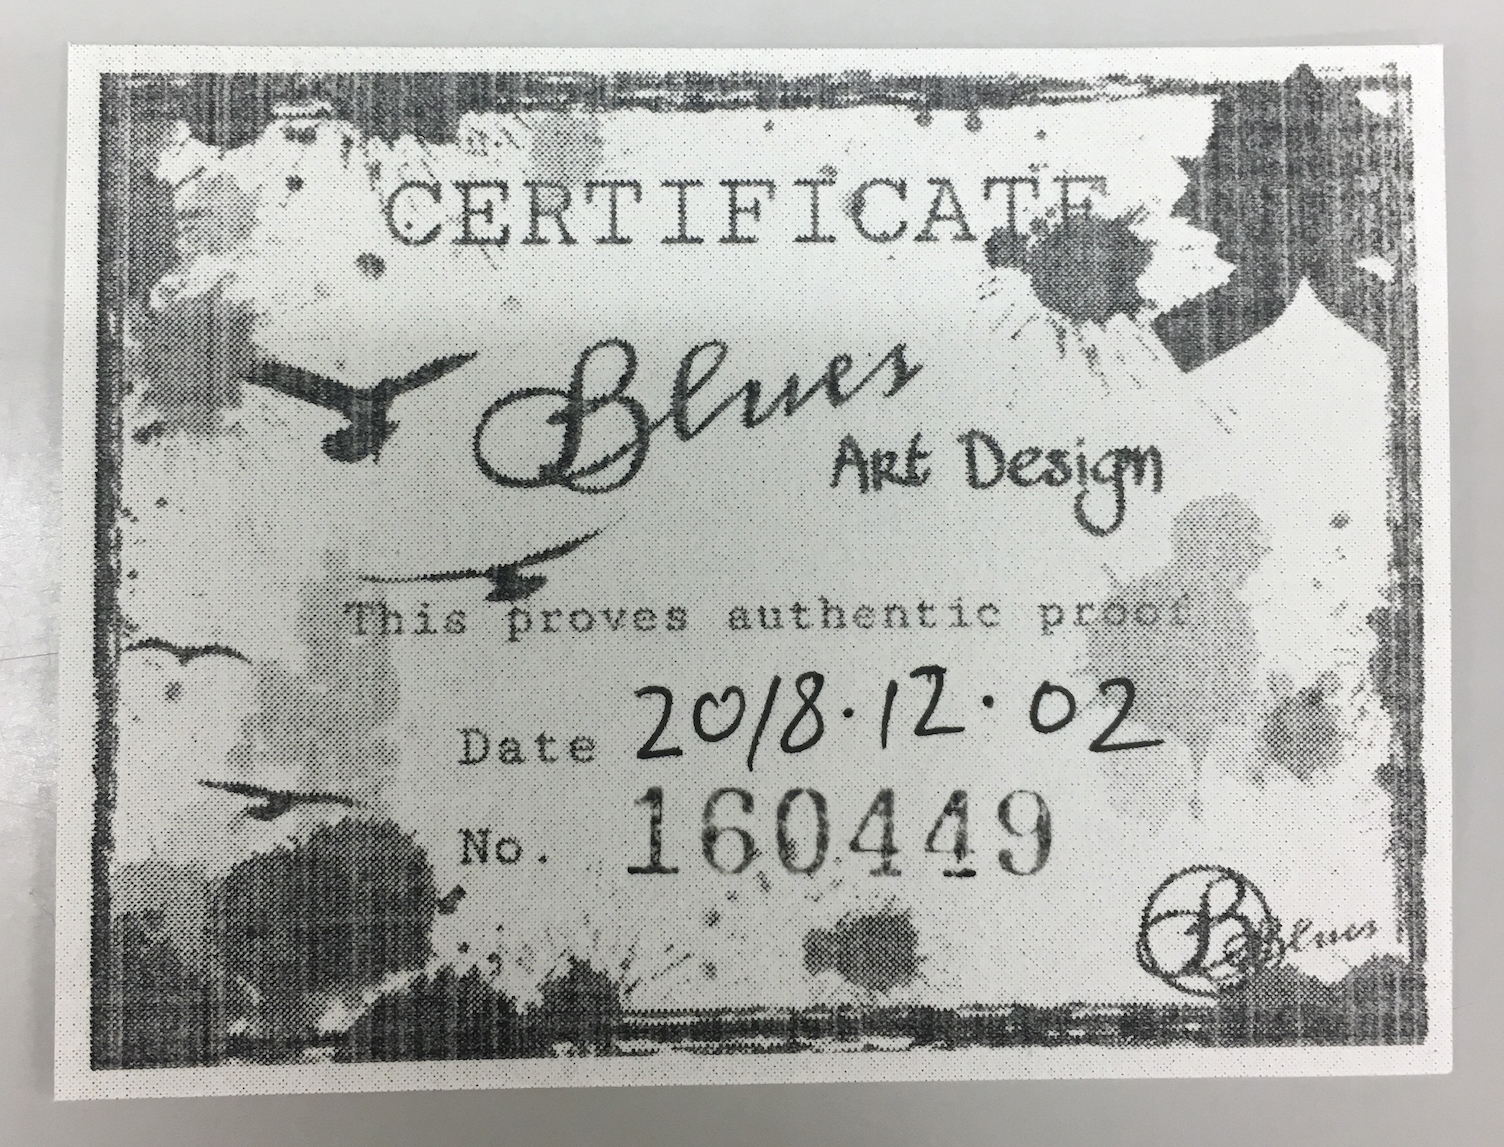 CERTIFICATE
Blues
Art Design
This proves authentic proof
Date 2018.12.02
No. 160449
Blues